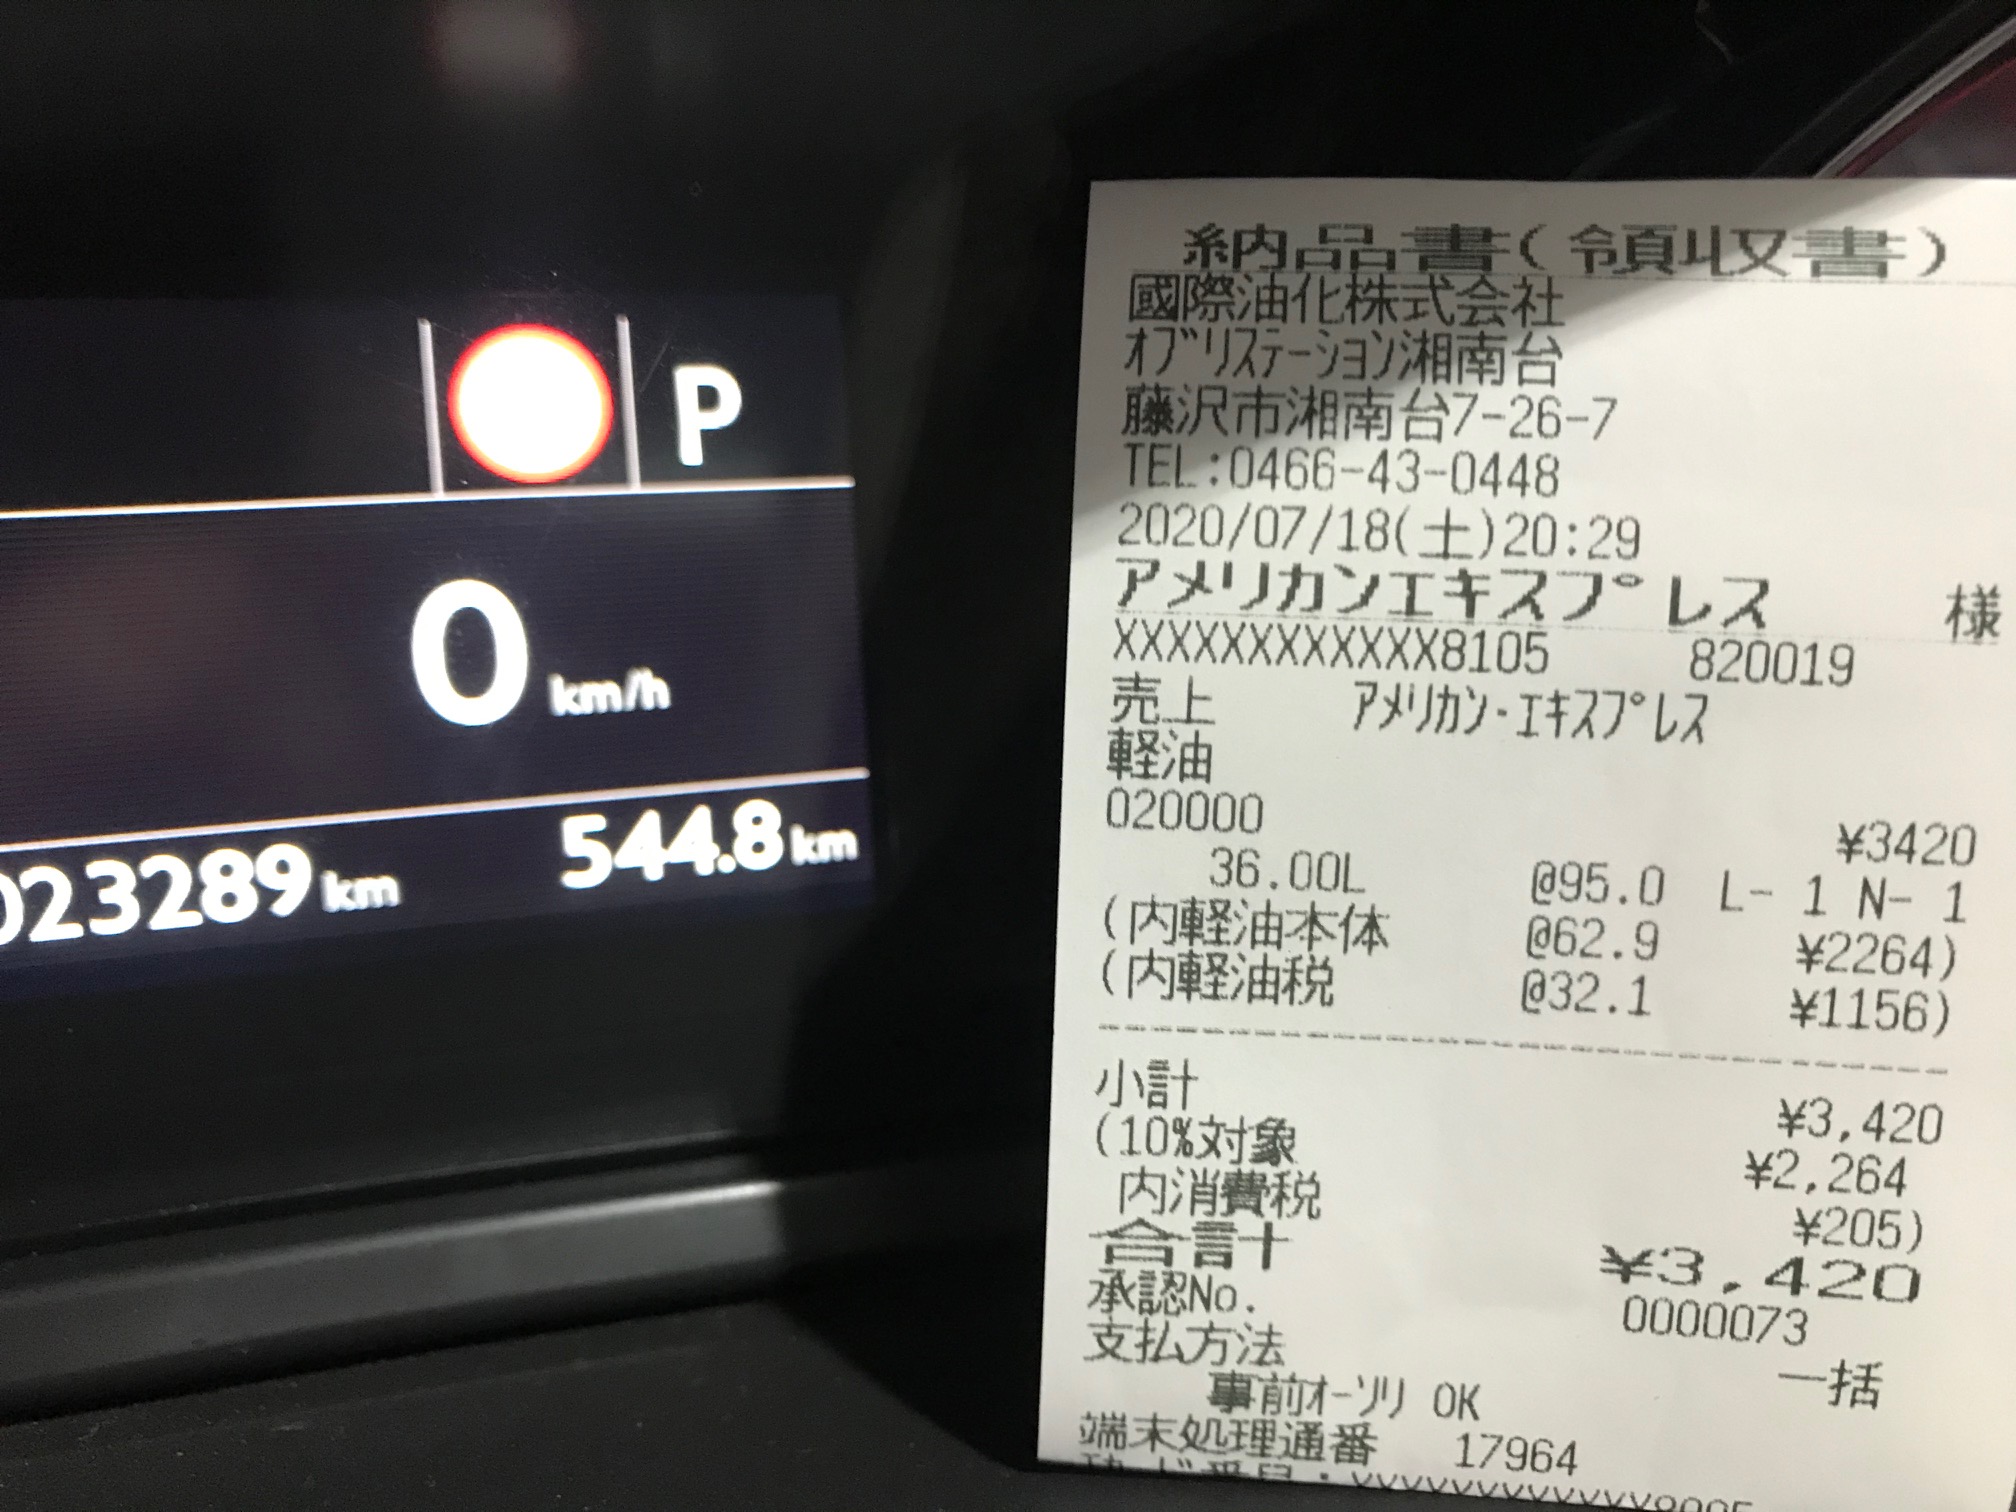 P
0 km/h
023289 km 544.8 km
納品書(領収書)
國際油化株式会社
オブリステーション湘南台
藤沢市湘南台7-26-7
TEL:0466-43-0448
2020/07/18(土)20:29
アメリカンエキスプレス 様
XXXXXXXXXXXX8105 820019
売上 アメリカン・エキスプレス
軽油
020000 ¥3420
36.00L @95.0 L- 1 N- 1
(内軽油本体 @62.9 ¥2264)
(内軽油税 @32.1 ¥1156)
小計 ¥3,420
(10%対象 ¥2,264
内消費税 ¥205)
合計 ¥3,420
承認No. 0000073
支払方法 一括
事前オーソリ OK
端末処理通番 17964